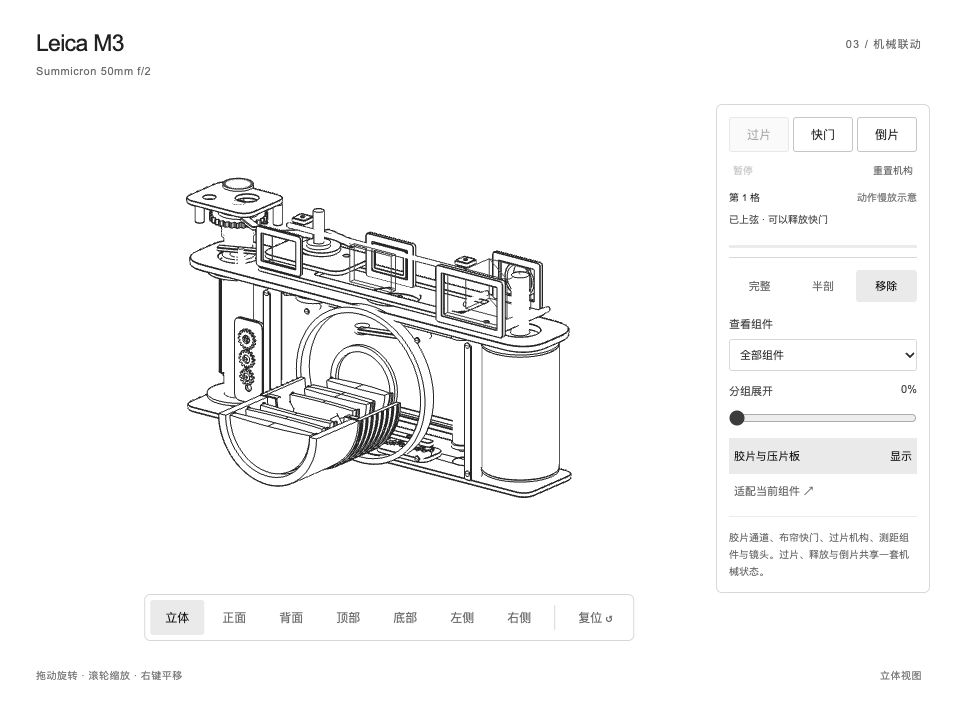 Leica M3
03 / 机械联动
Summicron 50mm f/2
过片 快门 倒片
暂停 重置机构
第 1 格 动作慢放示意
已上弦 · 可以释放快门
完整 半剖 移除
查看组件
全部组件
分组展开 0%
胶片与压片板 显示
适配当前组件 ↗
胶片通道、布帘快门、过片机构、测距组
件与镜头。过片、释放与倒片共享一套机
械状态。
立体 正面 背面 顶部 底部 左侧 右侧 复位 ↺
拖动旋转 · 滚轮缩放 · 右键平移
立体视图